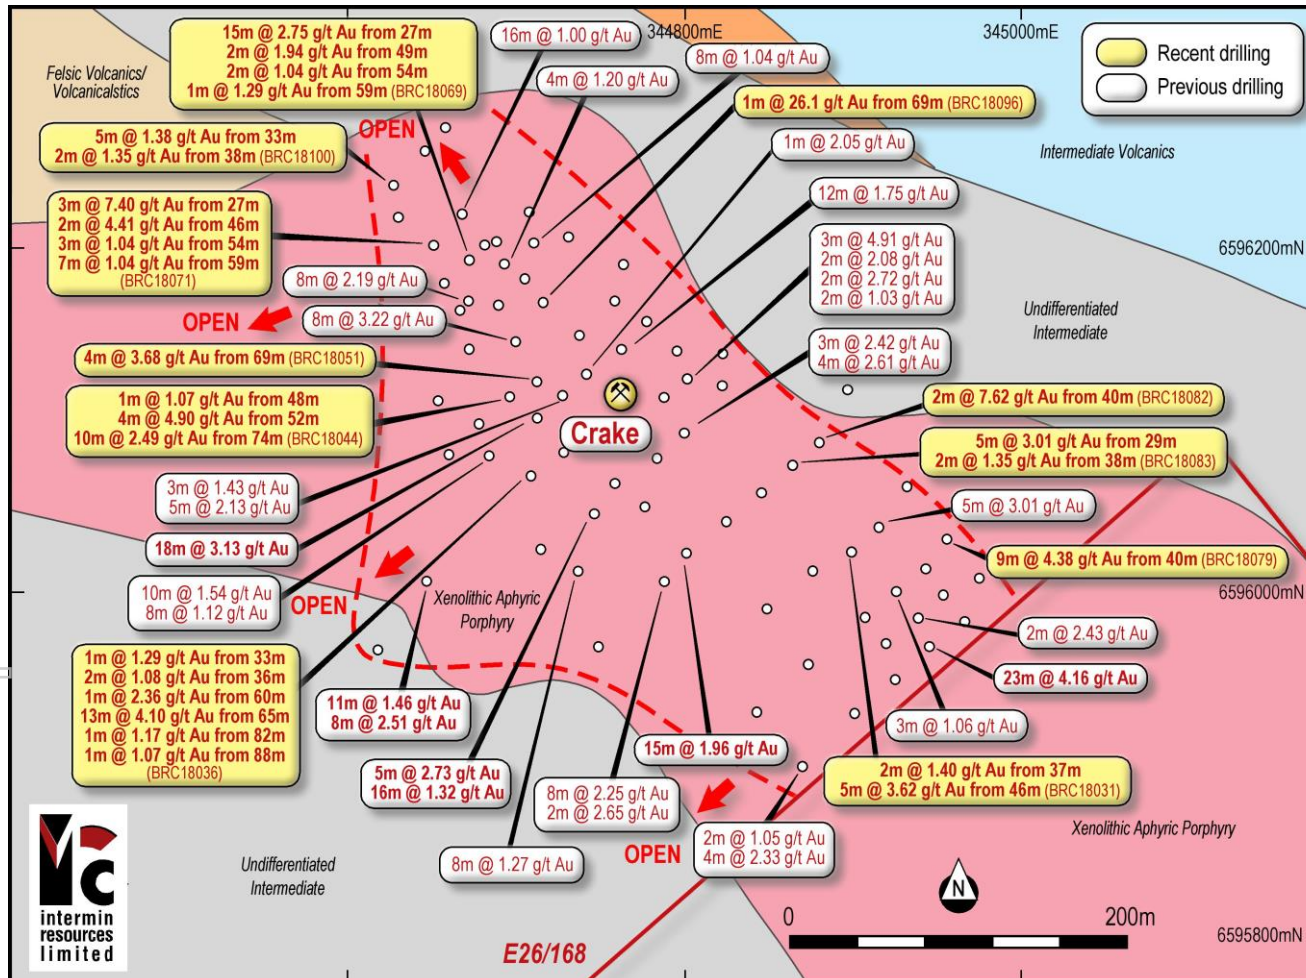 15m @ 2.75 g/t Au from 27m
2m @ 1.94 g/t Au from 49m
2m @ 1.04 g/t Au from 54m
1m @ 1.29 g/t Au from 59m (BRC18069)
16m @ 1.00 g/t Au
344800mE
345000mE
4m @ 1.20 g/t Au
8m @ 1.04 g/t Au
Recent drilling
Previous drilling
Felsic Volcanics/
Volcanicalstics
1m @ 26.1 g/t Au from 69m (BRC18096)
OPEN
5m @ 1.38 g/t Au from 33m
2m @ 1.35 g/t Au from 38m (BRC18100)
1m @ 2.05 g/t Au
Intermediate Volcanics
12m @ 1.75 g/t Au
3m @ 7.40 g/t Au from 27m
2m @ 4.41 g/t Au from 46m
3m @ 1.04 g/t Au from 54m
7m @ 1.04 g/t Au from 59m
(BRC18071)
3m @ 4.91 g/t Au
2m @ 2.08 g/t Au
2m @ 2.72 g/t Au
2m @ 1.03 g/t Au
6596200mN
8m @ 2.19 g/t Au
OPEN
8m @ 3.22 g/t Au
Undifferentiated
Intermediate
3m @ 2.42 g/t Au
4m @ 2.61 g/t Au
4m @ 3.68 g/t Au from 69m (BRC18051)
1m @ 1.07 g/t Au from 48m
4m @ 4.90 g/t Au from 52m
10m @ 2.49 g/t Au from 74m (BRC18044)
Crake
2m @ 7.62 g/t Au from 40m (BRC18082)
5m @ 3.01 g/t Au from 29m
2m @ 1.35 g/t Au from 38m (BRC18083)
3m @ 1.43 g/t Au
5m @ 2.13 g/t Au
5m @ 3.01 g/t Au
18m @ 3.13 g/t Au
9m @ 4.38 g/t Au from 40m (BRC18079)
10m @ 1.54 g/t Au
8m @ 1.12 g/t Au
OPEN
Xenolithic Aphyric
Porphyry
6596000mN
2m @ 2.43 g/t Au
1m @ 1.29 g/t Au from 33m
2m @ 1.08 g/t Au from 36m
1m @ 2.36 g/t Au from 60m
13m @ 4.10 g/t Au from 65m
1m @ 1.17 g/t Au from 82m
1m @ 1.07 g/t Au from 88m
(BRC18036)
23m @ 4.16 g/t Au
11m @ 1.46 g/t Au
8m @ 2.51 g/t Au
3m @ 1.06 g/t Au
15m @ 1.96 g/t Au
5m @ 2.73 g/t Au
16m @ 1.32 g/t Au
2m @ 1.40 g/t Au from 37m
5m @ 3.62 g/t Au from 46m (BRC18031)
8m @ 2.25 g/t Au
2m @ 2.65 g/t Au
OPEN
2m @ 1.05 g/t Au
4m @ 2.33 g/t Au
Xenolithic Aphyric Porphyry
8m @ 1.27 g/t Au
Undifferentiated
Intermediate
N
0
200m
E26/168
6595800mN
intermin
resources
limited